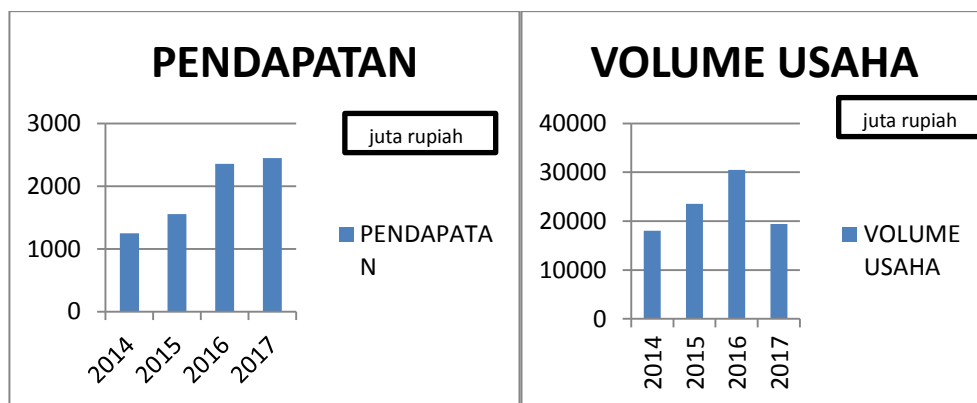 PENDAPATAN
juta rupiah
3000
2000
1000
0
2014
2015
2016
2017
PENDAPATA
N
VOLUME USAHA
juta rupiah
40000
30000
20000
10000
0
2014
2015
2016
2017
VOLUME
USAHA